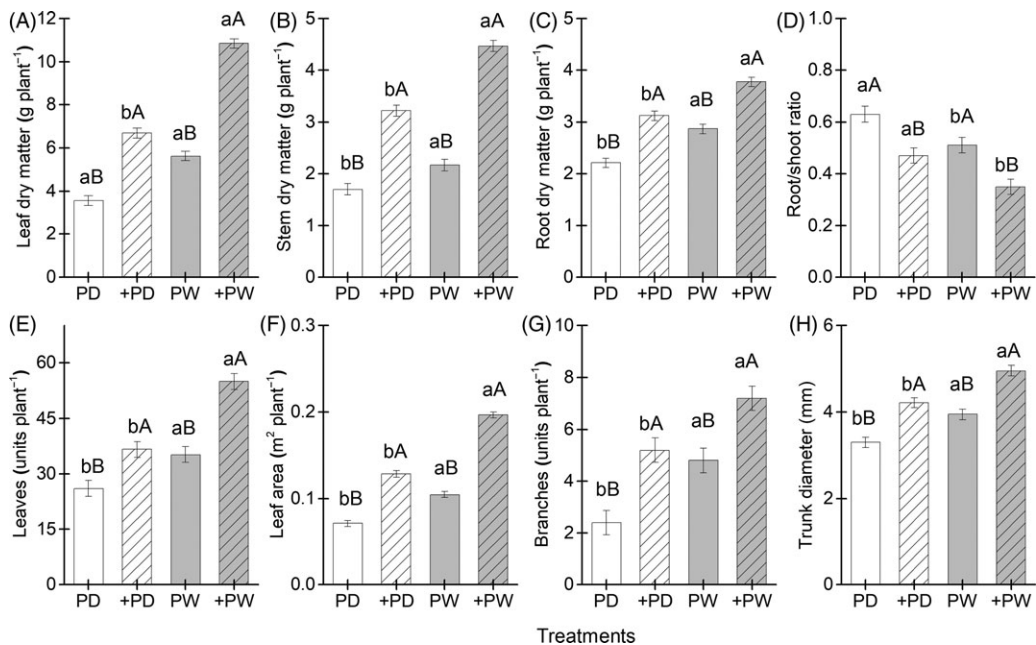 (A)
Leaf dry matter (g plant⁻¹)
12
10
8
6
4
2
0
aB
bA
aB
aA
PD +PD PW +PW
(B)
Stem dry matter (g plant⁻¹)
5
4
3
2
1
0
bB
bA
aB
aA
PD +PD PW +PW
(C)
Root dry matter (g plant⁻¹)
5
4
3
2
1
0
bB
bA
aB
aA
PD +PD PW +PW
(D)
Root/shoot ratio
1.0
0.8
0.6
0.4
0.2
0.0
aA
aB
bA
bB
PD +PD PW +PW
(E)
Leaves (units plant⁻¹)
60
45
30
15
0
bB
bA
aB
aA
PD +PD PW +PW
(F)
Leaf area (m² plant⁻¹)
0.3
0.2
0.1
0.0
bB
bA
aB
aA
PD +PD PW +PW
(G)
Branches (units plant⁻¹)
10
8
6
4
2
0
bB
bA
aB
aA
PD +PD PW +PW
(H)
Trunk diameter (mm)
6
4
2
0
bB
bA
aB
aA
PD +PD PW +PW
Treatments